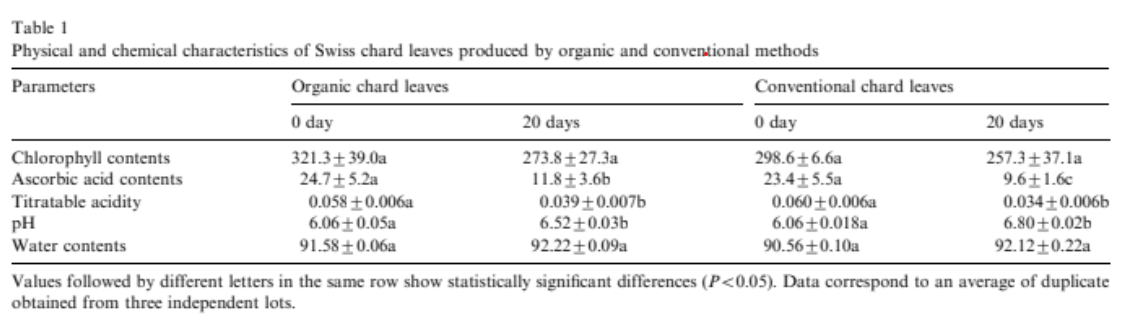 Table 1
Physical and chemical characteristics of Swiss chard leaves produced by organic and conventional methods
Parameters Organic chard leaves Conventional chard leaves
0 day 20 days 0 day 20 days
Chlorophyll contents 321.3±39.0a 273.8±27.3a 298.6±6.6a 257.3±37.1a
Ascorbic acid contents 24.7±5.2a 11.8±3.6b 23.4±5.5a 9.6±1.6c
Titratable acidity 0.058±0.006a 0.039±0.007b 0.060±0.006a 0.034±0.006b
pH 6.06±0.05a 6.52±0.03b 6.06±0.018a 6.80±0.02b
Water contents 91.58±0.06a 92.22±0.09a 90.56±0.10a 92.12±0.22a
Values followed by different letters in the same row show statistically significant differences (P<0.05). Data correspond to an average of duplicate
obtained from three independent lots.